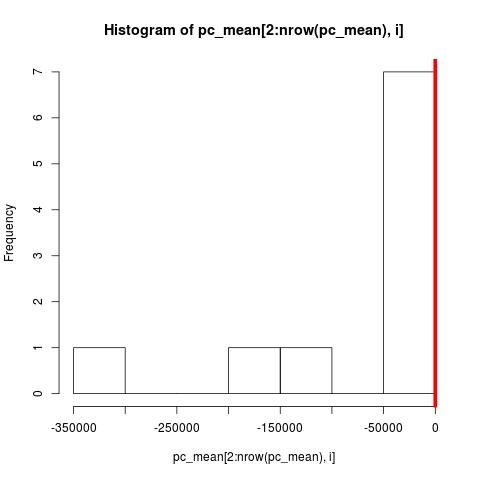 Histogram of pc_mean[2:nrow(pc_mean), i]
Frequency
7
6
5
4
3
2
1
0
-350000 -250000 -150000 -50000 0
pc_mean[2:nrow(pc_mean), i]